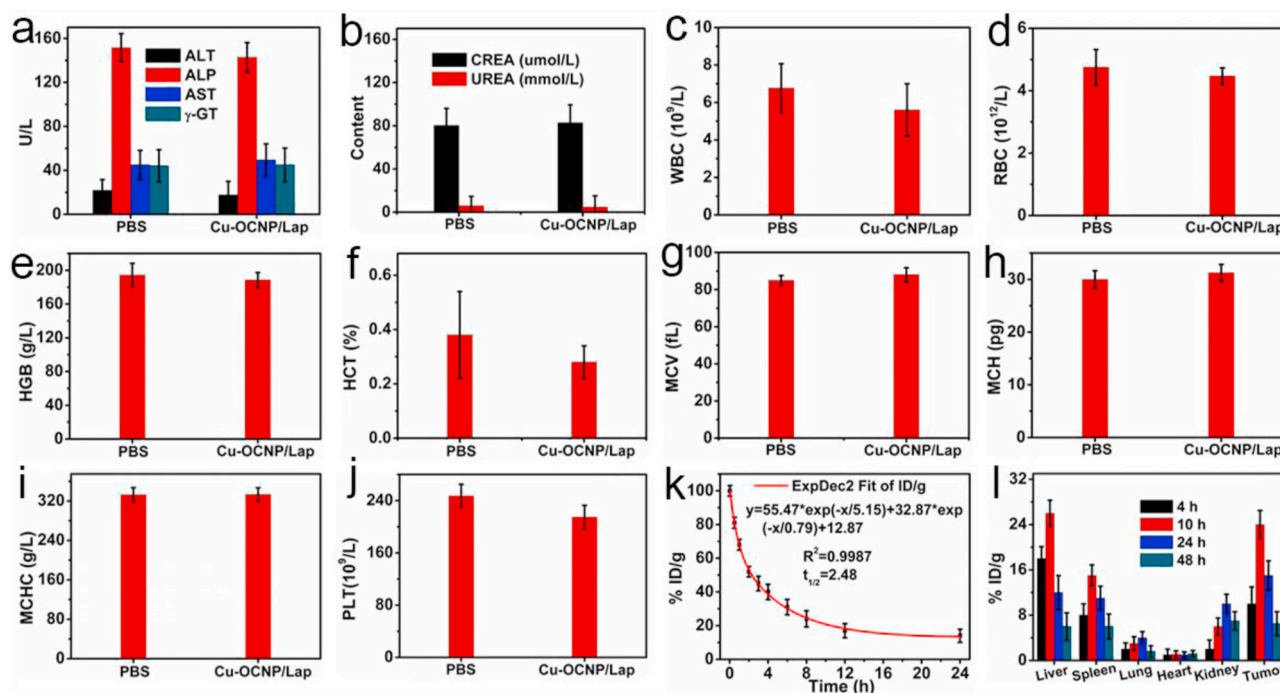 a
160
120
80
40
0
U/L
ALT
ALP
AST
γ-GT
PBS
Cu-OCNP/Lap
b
160
120
80
40
0
Content
CREA (umol/L)
UREA (mmol/L)
PBS
Cu-OCNP/Lap
c
10
8
6
4
2
0
WBC (10⁹/L)
PBS
Cu-OCNP/Lap
d
6
4
2
0
RBC (10¹²/L)
PBS
Cu-OCNP/Lap
e
200
160
120
80
40
0
HGB (g/L)
PBS
Cu-OCNP/Lap
f
0.6
0.4
0.2
0.0
HCT (%)
PBS
Cu-OCNP/Lap
g
100
80
60
40
20
0
MCV (fL)
PBS
Cu-OCNP/Lap
h
30
20
10
0
MCH (pg)
PBS
Cu-OCNP/Lap
i
320
240
160
80
0
MCHC (g/L)
PBS
Cu-OCNP/Lap
j
240
160
80
0
PLT(10⁹/L)
PBS
Cu-OCNP/Lap
k
100
80
60
40
20
0
% ID/g
ExpDec2 Fit of ID/g
y=55.47*exp(-x/5.15)+32.87*exp
(-x/0.79)+12.87
R²=0.9987
t₁/₂=2.48
0 4 8 12 16 20 24
Time (h)
l
32
24
16
8
0
% ID/g
4 h
10 h
24 h
48 h
Liver Spleen Lung Heart Kidney Tumor